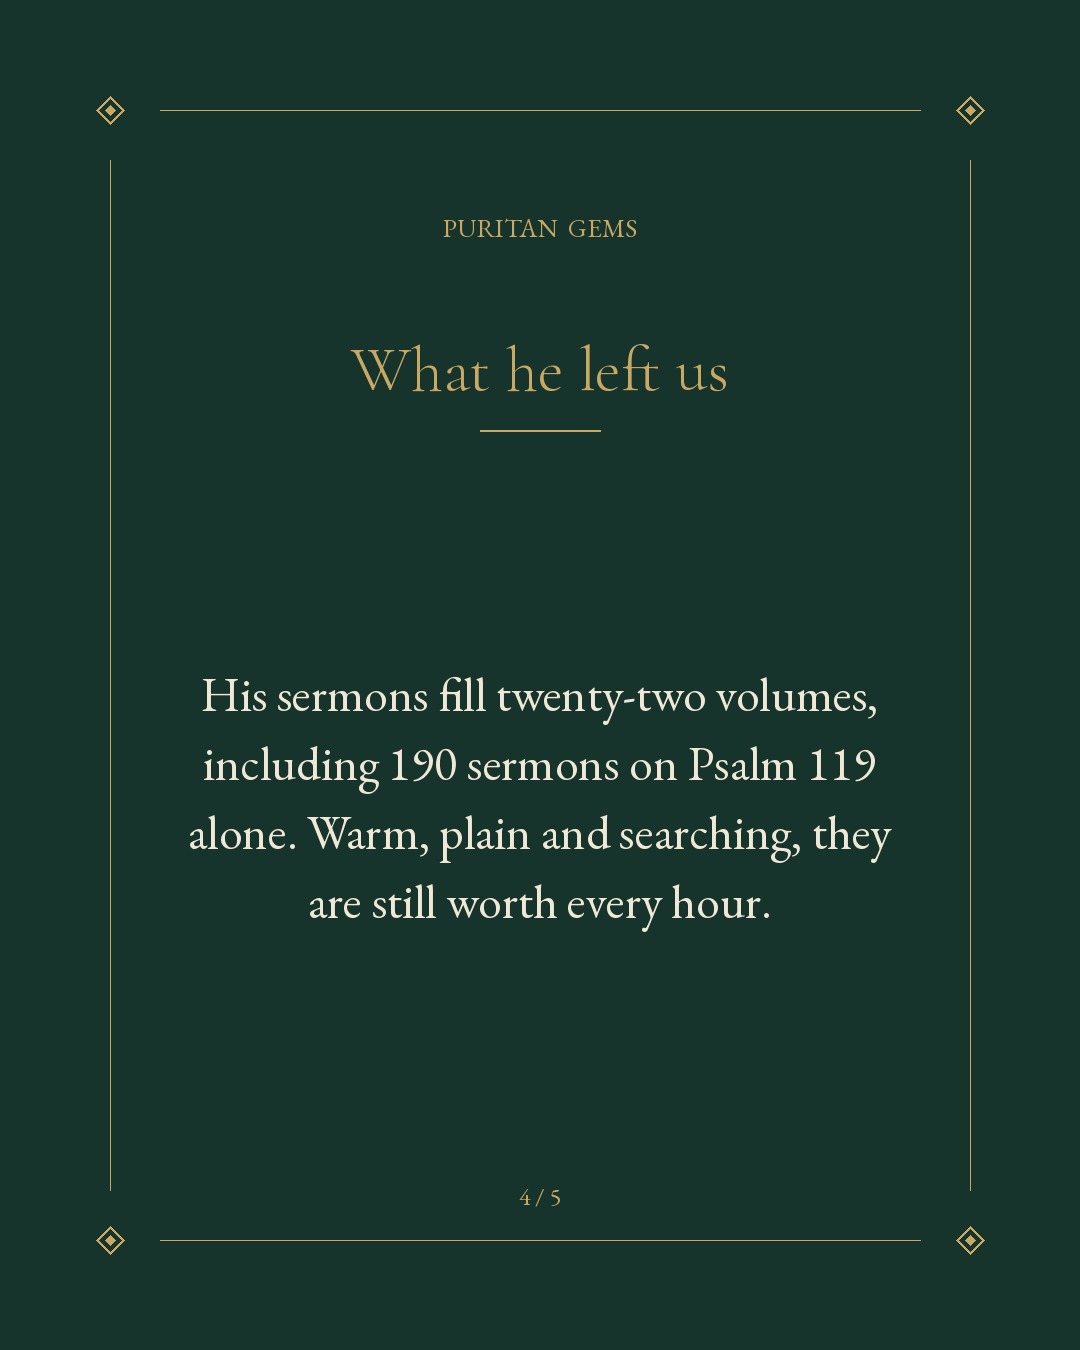 PURITAN GEMS
What he left us
His sermons fill twenty-two volumes,
including 190 sermons on Psalm 119
alone. Warm, plain and searching, they
are still worth every hour.
4 / 5